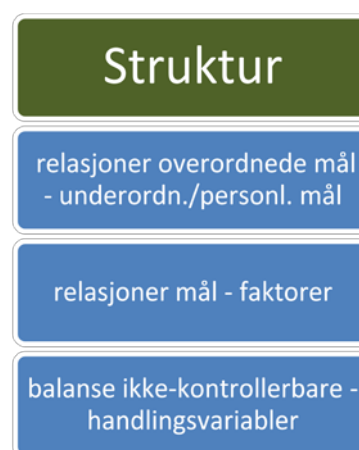 Struktur
relasjoner overordnede mål
- underordn./personl. mål
relasjoner mål - faktorer
balanse ikke-kontrollerbare -
handlingsvariabler